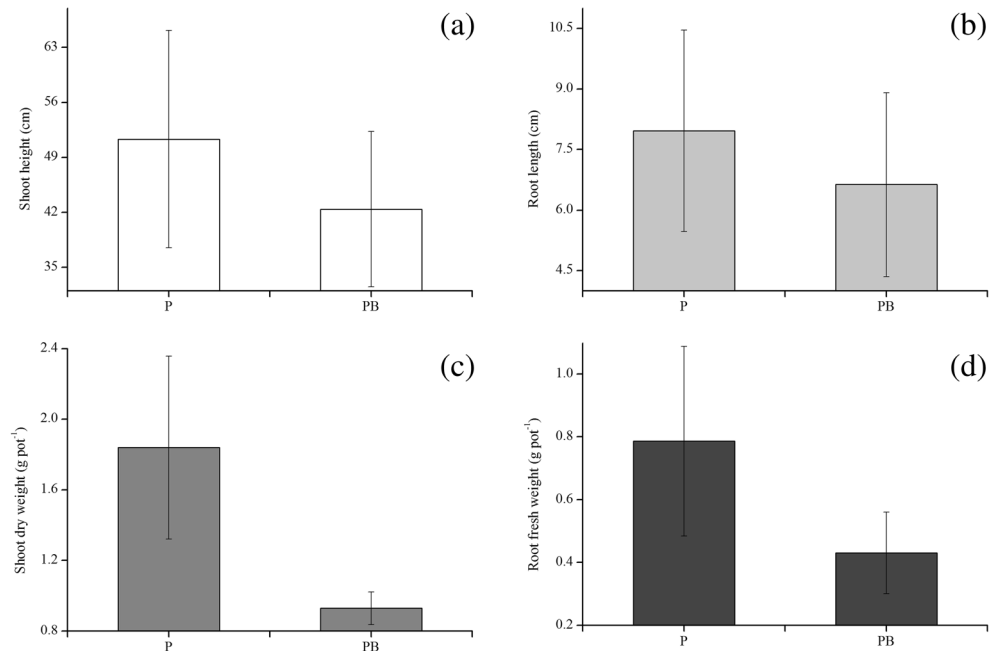 (a)
Shoot height (cm)
63
56
49
42
35
P
PB
(b)
Root length (cm)
10.5
9.0
7.5
6.0
4.5
P
PB
(c)
Shoot dry weight (g pot⁻¹)
2.4
2.0
1.6
1.2
0.8
P
PB
(d)
Root fresh weight (g pot⁻¹)
1.0
0.8
0.6
0.4
0.2
P
PB